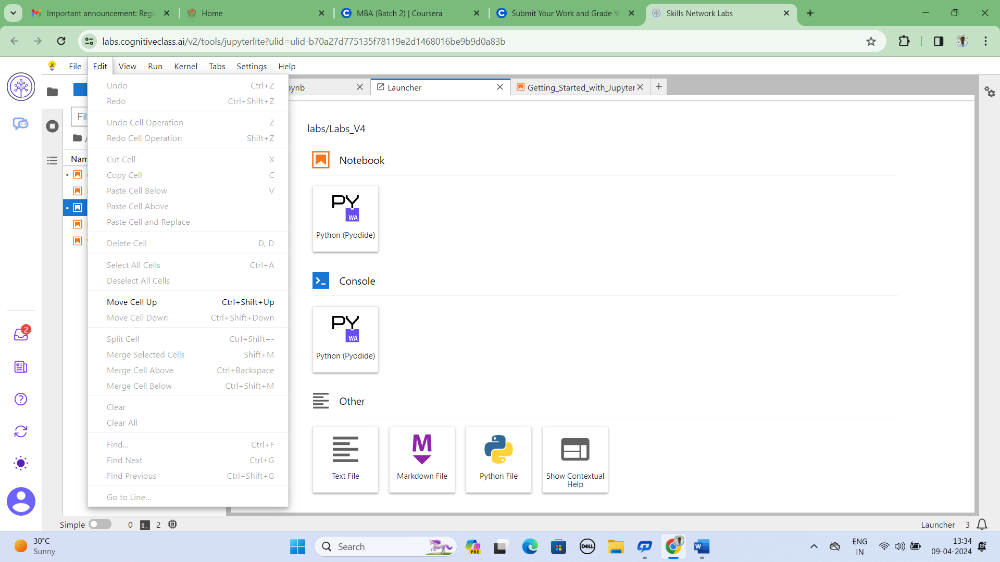 Important announcement: Regis
Home
MBA (Batch 2) | Coursera
Submit Your Work and Grade Yo
Skills Network Labs
labs.cognitiveclass.ai/v2/tools/jupyterlite?ulid=ulid-b70a27d775135f78119e2d1468016be9b9d0a83b
File Edit View Run Kernel Tabs Settings Help
ynb
Launcher
Getting_Started_with_Jupyter
Undo Ctrl+Z
Redo Ctrl+Shift+Z
Undo Cell Operation Z
Redo Cell Operation Shift+Z
Cut Cell X
Copy Cell C
Paste Cell Below V
Paste Cell Above
Paste Cell and Replace
Delete Cell D, D
Select All Cells Ctrl+A
Deselect All Cells
Move Cell Up Ctrl+Shift+Up
Move Cell Down Ctrl+Shift+Down
Split Cell Ctrl+Shift+-
Merge Selected Cells Shift+M
Merge Cell Above Ctrl+Backspace
Merge Cell Below Ctrl+Shift+M
Clear
Clear All
Find... Ctrl+F
Find Next Ctrl+G
Find Previous Ctrl+Shift+G
Go to Line...
Fil
/
Nam
labs/Labs_V4
Notebook
PY
WA
Python (Pyodide)
Console
PY
WA
Python (Pyodide)
Other
Text File
M
Markdown File
Python File
Show Contextual
Help
2
Simple 0 $_ 2
Launcher 3
30°C
Sunny
Search
PRE
DELL
W
ENG
IN
13:34
09-04-2024